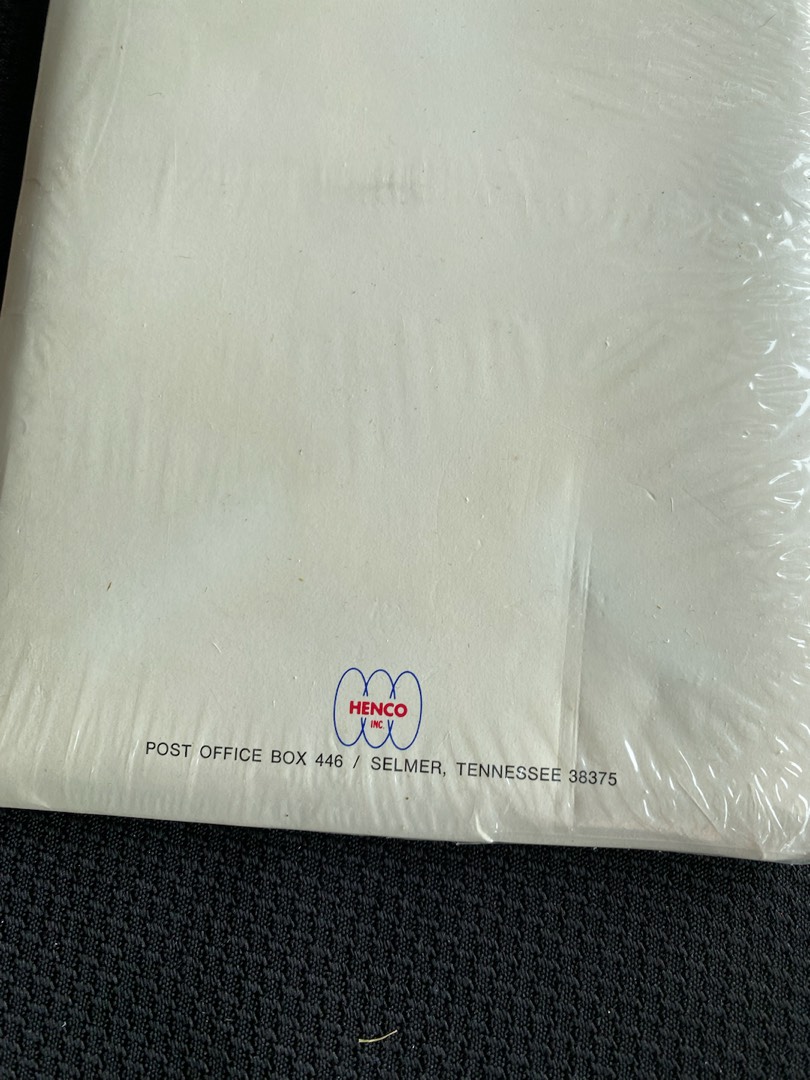 HENCO
INC.
POST OFFICE BOX 446 / SELMER, TENNESSEE 38375